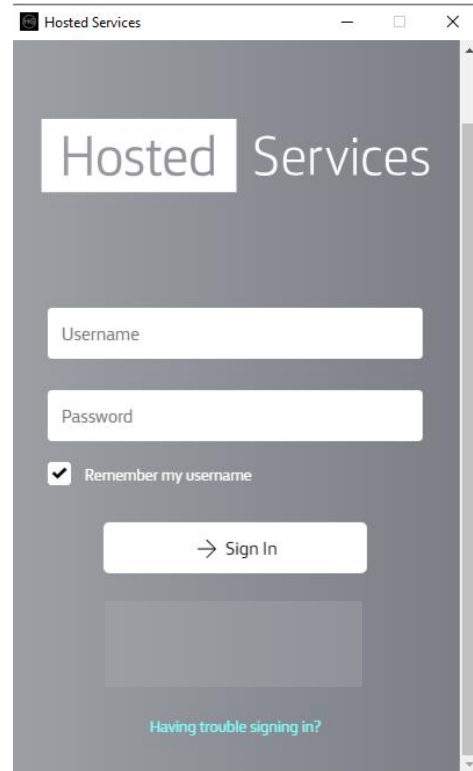 Hosted Services
Hosted Services
Username
Password
Remember my username
Sign In
Having trouble signing in?